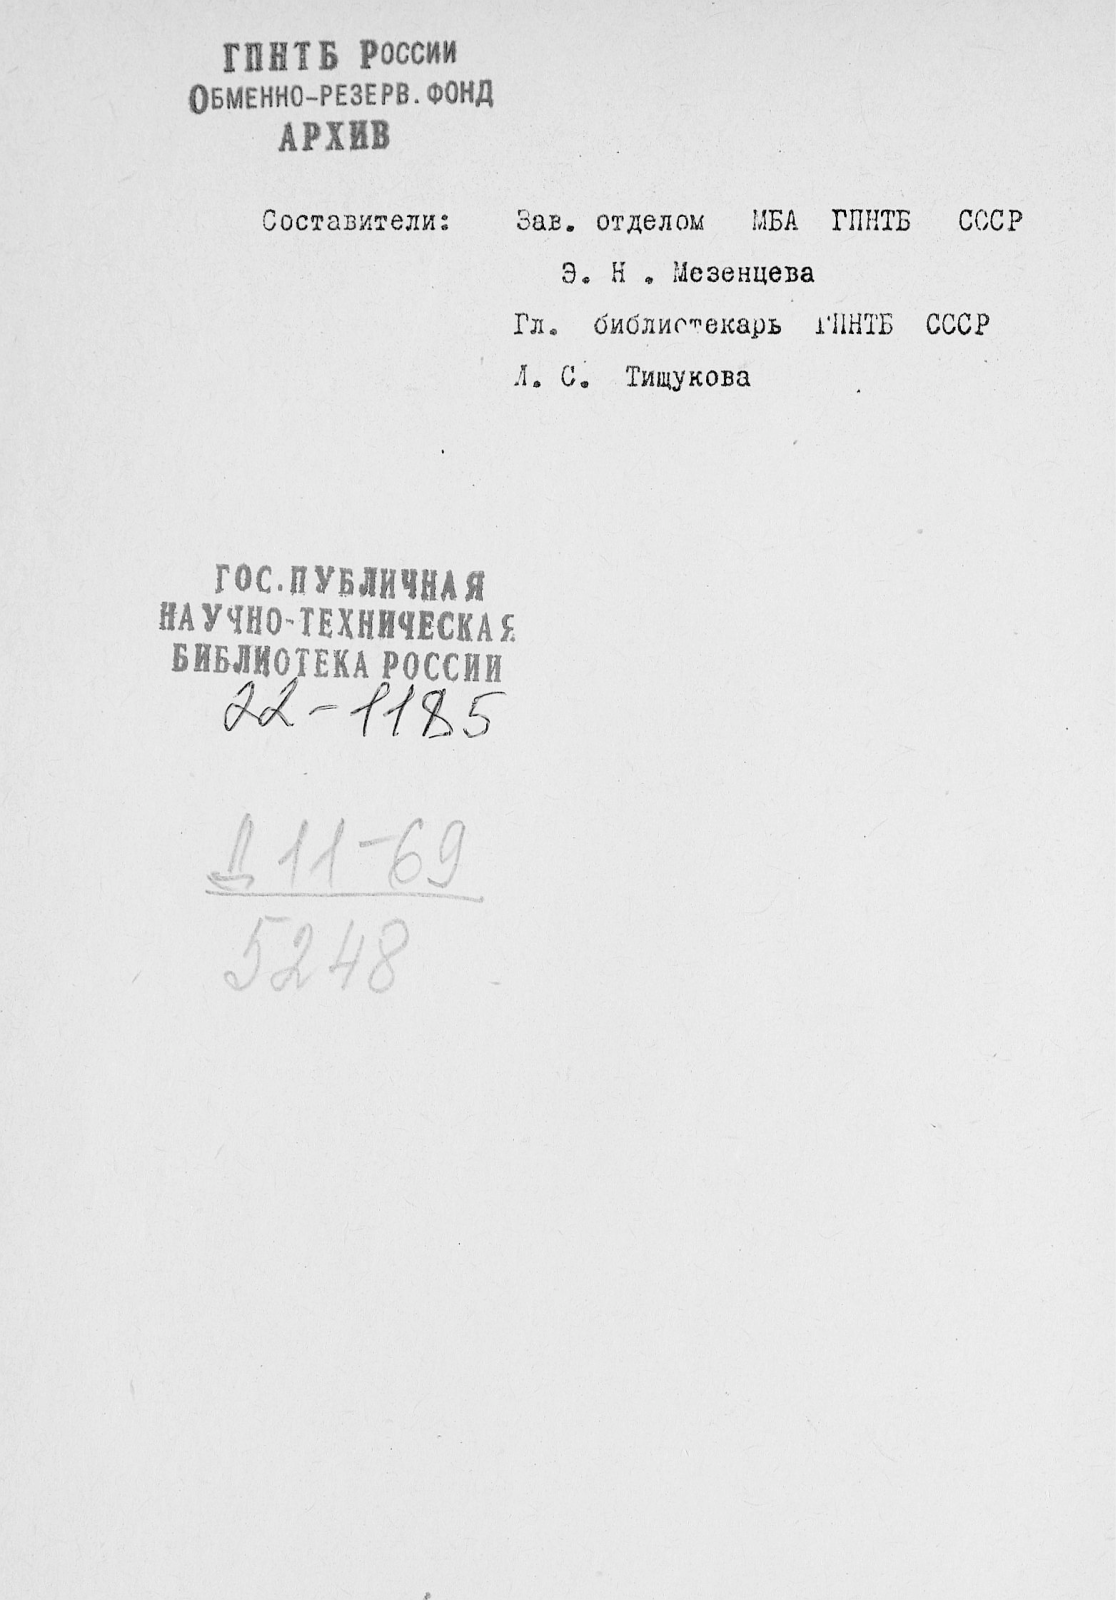 ГПНТБ РОССИИ
ОБМЕННО-РЕЗЕРВ. ФОНД
АРХИВ
Составители: Зав. отделом МБА ГПНТБ СССР
Э. Н. Мезенцева
Гл. библиотекарь ГПНТБ СССР
Л. С. Тищукова
ГОС. ПУБЛИЧНАЯ
НАУЧНО-ТЕХНИЧЕСКАЯ
БИБЛИОТЕКА РОССИИ
22-1185
Д 11-69
5248